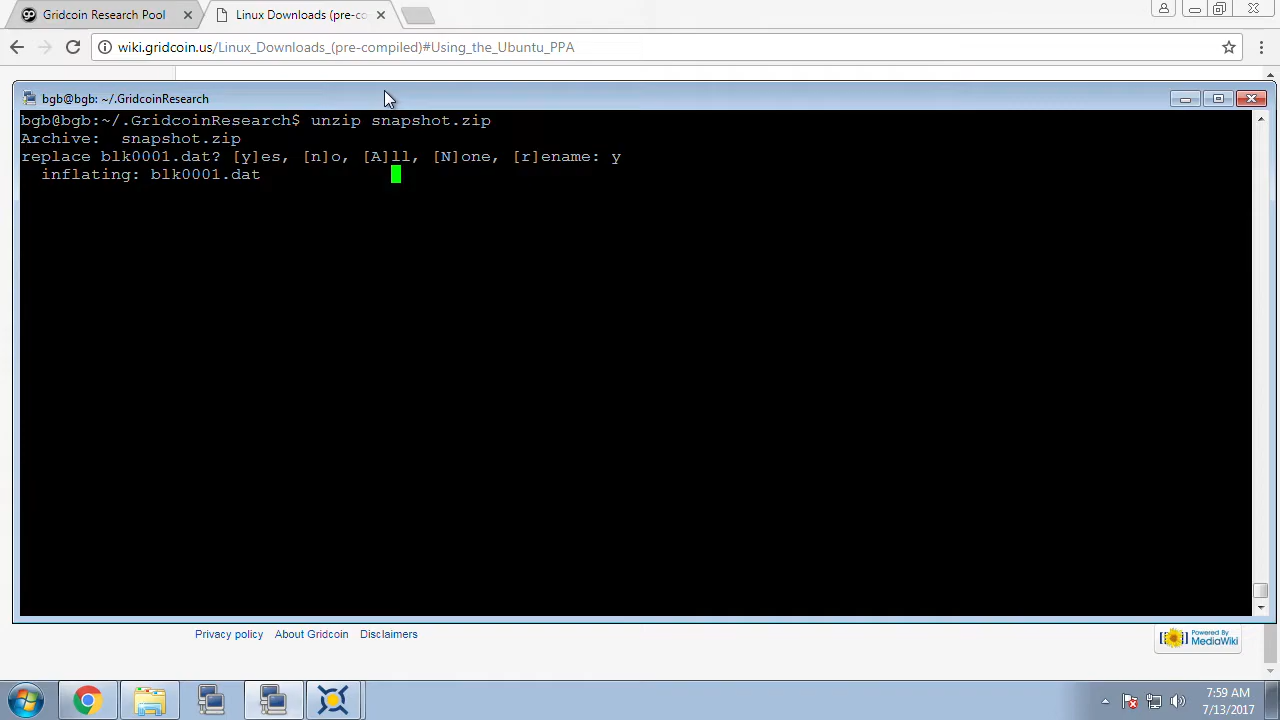 Gridcoin Research Pool
Linux Downloads (pre-co
wiki.gridcoin.us/Linux_Downloads_(pre-compiled)#Using_the_Ubuntu_PPA
bgb@bgb: ~/.GridcoinResearch
bgb@bgb:~/.GridcoinResearch$ unzip snapshot.zip
Archive:  snapshot.zip
replace blk0001.dat? [y]es, [n]o, [A]ll, [N]one, [r]ename: y
  inflating: blk0001.dat
Privacy policy About Gridcoin Disclaimers
Powered By
MediaWiki
7:59 AM
7/13/2017